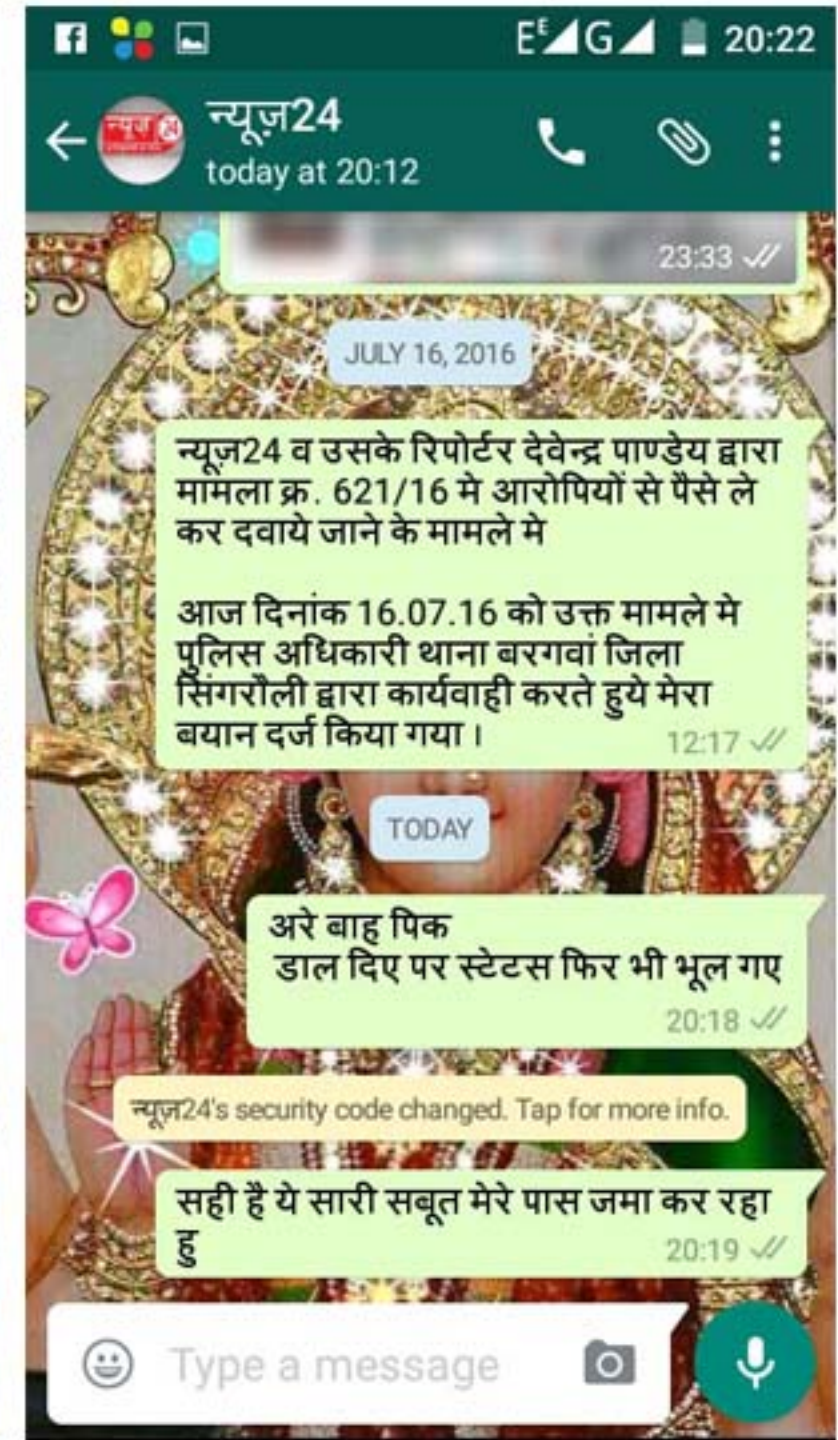 20:22
न्यूज़24
today at 20:12
23:33
JULY 16, 2016
न्यूज़24 व उसके रिपोर्टर देवेन्द्र पाण्डेय द्वारा
मामला क्र. 621/16 मे आरोपियों से पैसे ले
कर दवाये जाने के मामले मे
आज दिनांक 16.07.16 को उक्त मामले मे
पुलिस अधिकारी थाना बरगवां जिला
सिंगरौली द्वारा कार्यवाही करते हुये मेरा
बयान दर्ज किया गया ।
12:17
TODAY
अरे बाह पिक
डाल दिए पर स्टेटस फिर भी भूल गए
20:18
न्यूज़24's security code changed. Tap for more info.
सही है ये सारी सबूत मेरे पास जमा कर रहा
हु
20:19
Type a message